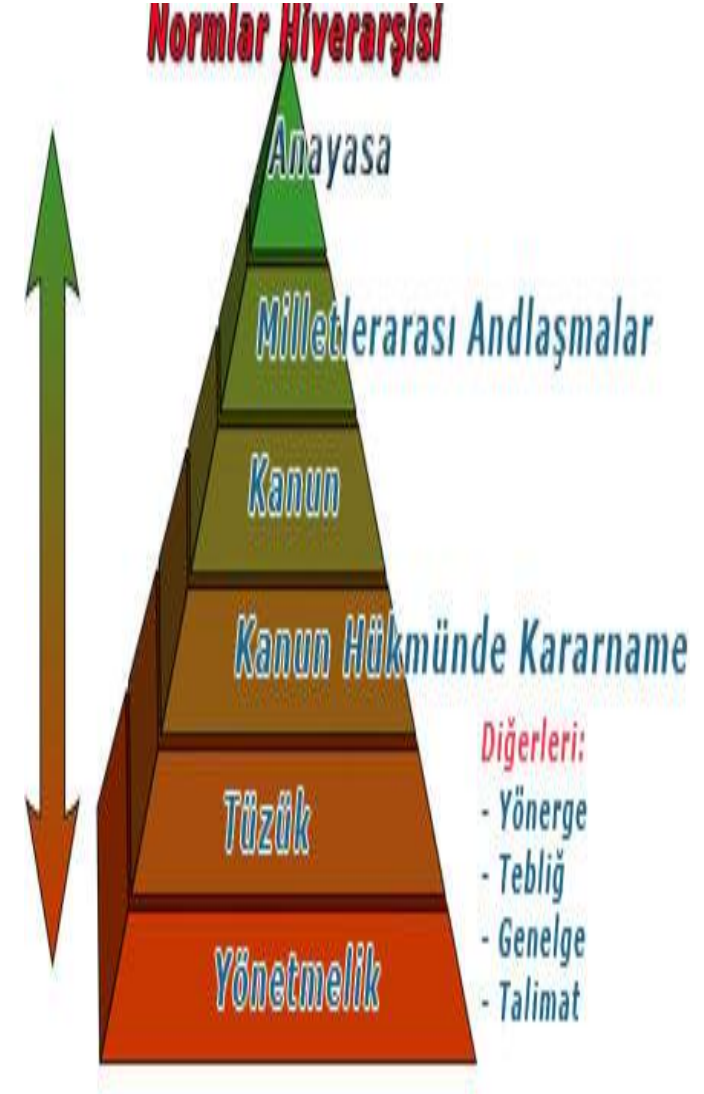 Normlar Hiyerarşisi
Anayasa
Milletlerarası Andlaşmalar
Kanun
Kanun Hükmünde Kararname
Tüzük
Yönetmelik
Diğerleri:
- Yönerge
- Tebliğ
- Genelge
- Talimat